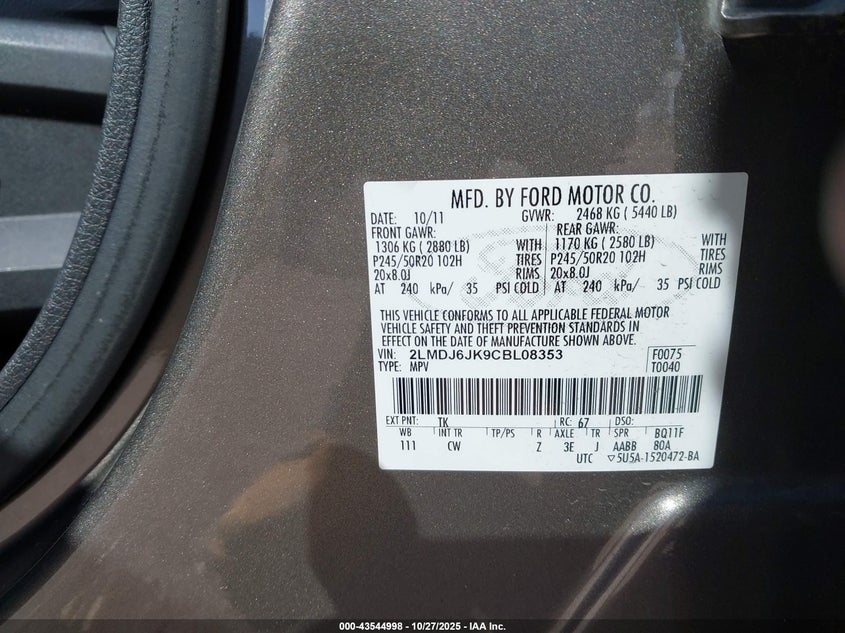 MFD. BY FORD MOTOR CO.
DATE: 10/11 GVWR: 2468 KG ( 5440 LB)
FRONT GAWR: REAR GAWR:
1306 KG ( 2880 LB) WITH 1170 KG ( 2580 LB) WITH
P245/50R20 102H TIRES P245/50R20 102H TIRES
20x8.0J RIMS 20x8.0J RIMS
AT 240 kPa/ 35 PSI COLD AT 240 kPa/ 35 PSI COLD
THIS VEHICLE CONFORMS TO ALL APPLICABLE FEDERAL MOTOR
VEHICLE SAFETY AND THEFT PREVENTION STANDARDS IN
EFFECT ON THE DATE OF MANUFACTURE SHOWN ABOVE.
VIN: 2LMDJ6JK9CBL08353 F0075
TYPE: MPV T0040
EXT PNT: TK RC: 67 DSO:
WB INT TR TP/PS R AXLE TR SPR BQ11F
111 CW Z 3E J AABB 80A
UTC ▽5U5A-1520472-BA
000-43544998 | 10/27/2025 - IAA Inc.